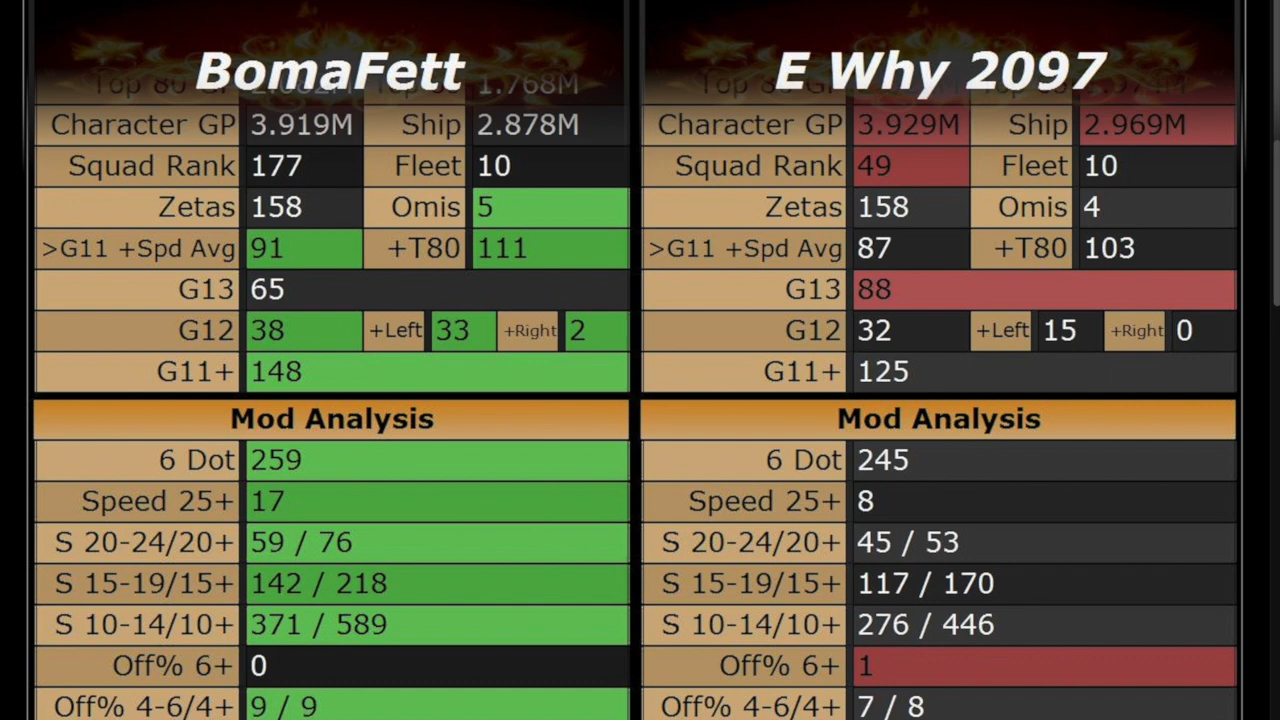 BomaFett
1.768M
Character GP 3.919M Ship 2.878M
Squad Rank 177 Fleet 10
Zetas 158 Omis 5
>G11 +Spd Avg 91 +T80 111
G13 65
G12 38 +Left 33 +Right 2
G11+ 148
Mod Analysis
6 Dot 259
Speed 25+ 17
S 20-24/20+ 59 / 76
S 15-19/15+ 142 / 218
S 10-14/10+ 371 / 589
Off% 6+ 0
Off% 4-6/4+ 9 / 9
E Why 2097
Character GP 3.929M Ship 2.969M
Squad Rank 49 Fleet 10
Zetas 158 Omis 4
>G11 +Spd Avg 87 +T80 103
G13 88
G12 32 +Left 15 +Right 0
G11+ 125
Mod Analysis
6 Dot 245
Speed 25+ 8
S 20-24/20+ 45 / 53
S 15-19/15+ 117 / 170
S 10-14/10+ 276 / 446
Off% 6+ 1
Off% 4-6/4+ 7 / 8